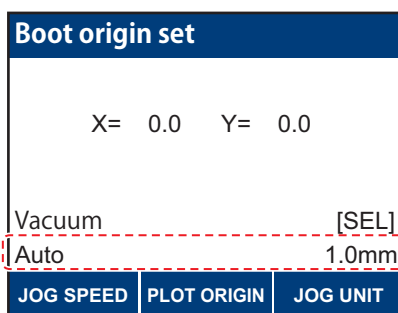 Boot origin set
X= 0.0 Y= 0.0
Vacuum [SEL]
Auto 1.0mm
JOG SPEED PLOT ORIGIN JOG UNIT